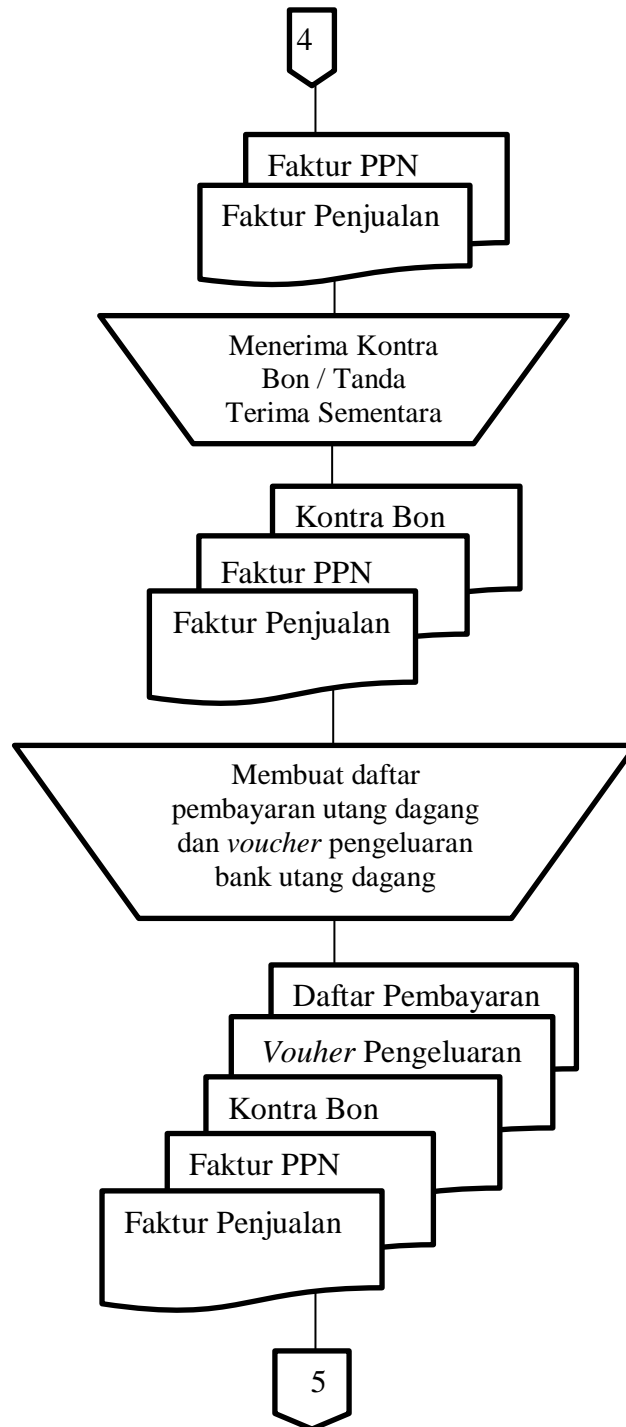 4
Faktur PPN
Faktur Penjualan
Menerima Kontra
Bon / Tanda
Terima Sementara
Kontra Bon
Faktur PPN
Faktur Penjualan
Membuat daftar
pembayaran utang dagang
dan voucher pengeluaran
bank utang dagang
Daftar Pembayaran
Vouher Pengeluaran
Kontra Bon
Faktur PPN
Faktur Penjualan
5